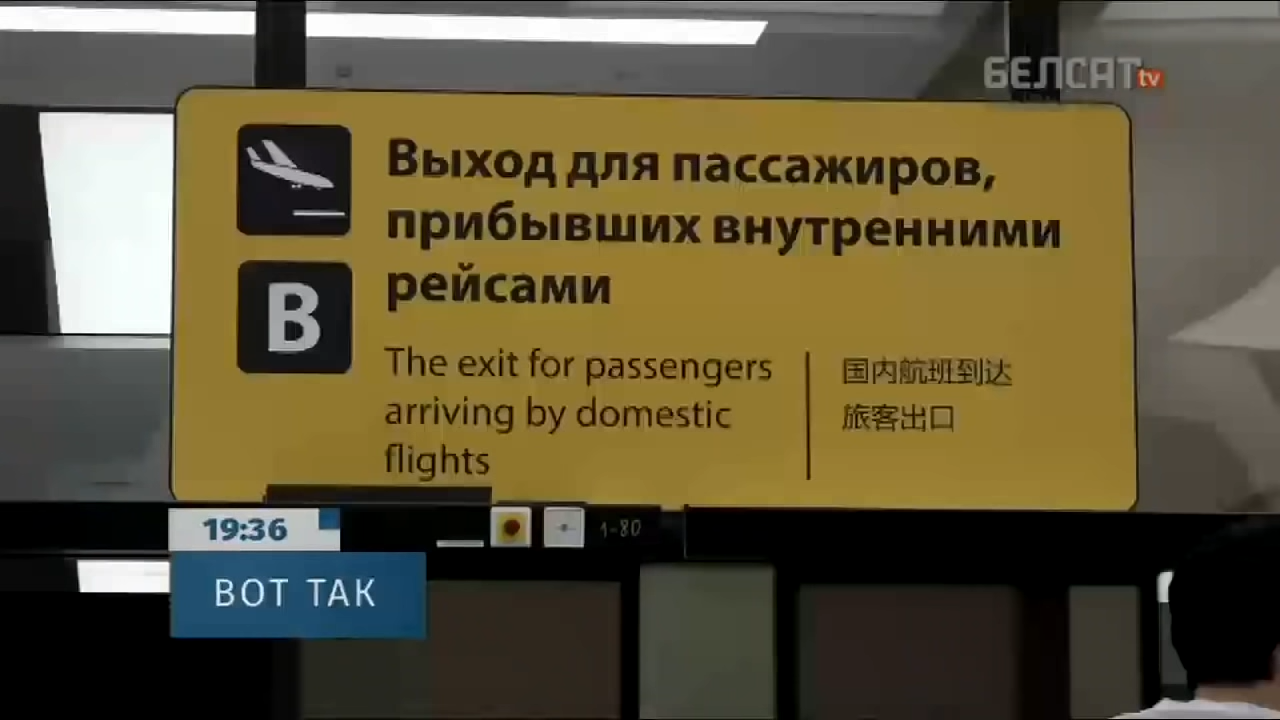 БЕЛСАТ tv
Выход для пассажиров,
прибывших внутренними
рейсами
B
The exit for passengers
arriving by domestic
flights
国内航班到达
旅客出口
1-80
19:36
ВОТ ТАК